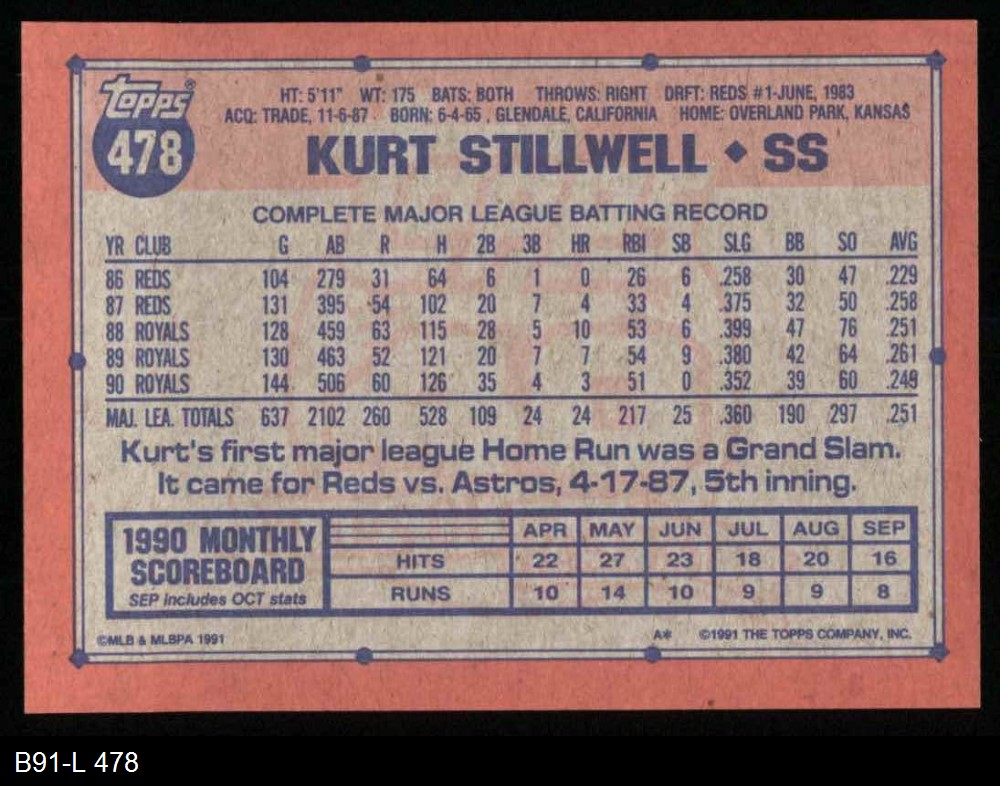 topps®
478
HT: 5'11" WT: 175 BATS: BOTH THROWS: RIGHT DRFT: REDS #1-JUNE, 1983
ACQ: TRADE, 11-6-87 BORN: 6-4-65 , GLENDALE, CALIFORNIA HOME: OVERLAND PARK, KANSAS
KURT STILLWELL ◆ SS
COMPLETE MAJOR LEAGUE BATTING RECORD
YR CLUB G AB R H 2B 3B HR RBI SB SLG BB SO AVG
86 REDS 104 279 31 64 6 1 0 26 6 .258 30 47 .229
87 REDS 131 395 54 102 20 7 4 33 4 .375 32 50 .258
88 ROYALS 128 459 63 115 28 5 10 53 6 .399 47 76 .251
89 ROYALS 130 463 52 121 20 7 7 54 9 .380 42 64 .261
90 ROYALS 144 506 60 126 35 4 3 51 0 .352 39 60 .249
MAJ. LEA. TOTALS 637 2102 260 528 109 24 24 217 25 .360 190 297 .251
Kurt's first major league Home Run was a Grand Slam.
It came for Reds vs. Astros, 4-17-87, 5th inning.
1990 MONTHLY
SCOREBOARD
SEP includes OCT stats
APR MAY JUN JUL AUG SEP
HITS 22 27 23 18 20 16
RUNS 10 14 10 9 9 8
©MLB & MLBPA 1991 A* ©1991 THE TOPPS COMPANY, INC.
B91-L 478